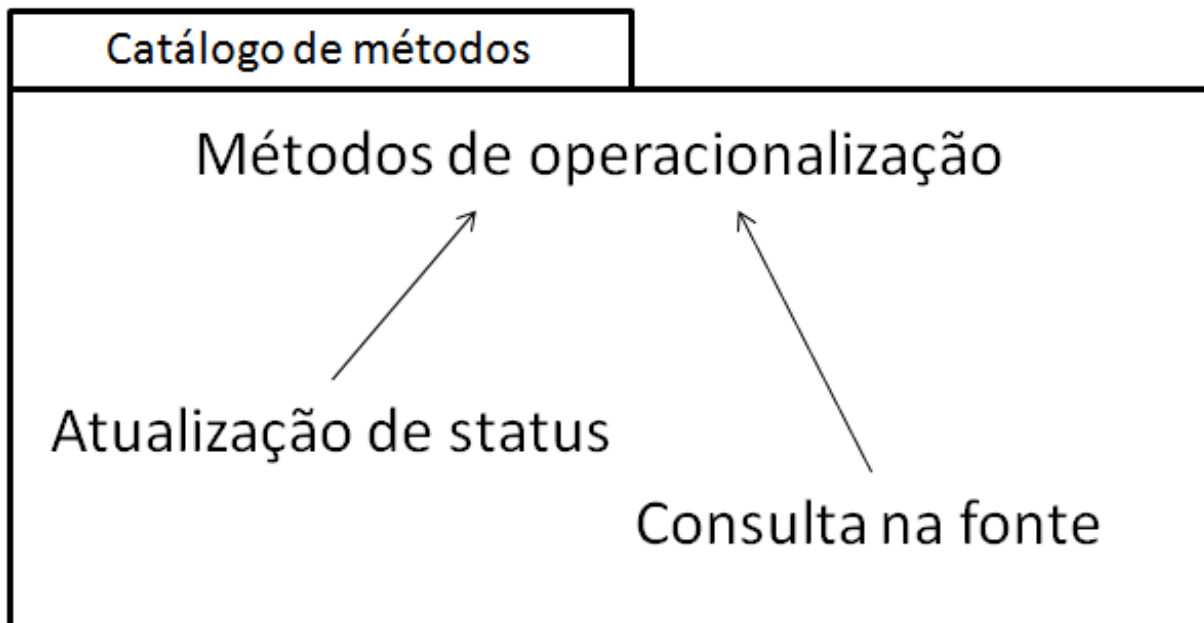 Catálogo de métodos
Métodos de operacionalização
Atualização de status
Consulta na fonte